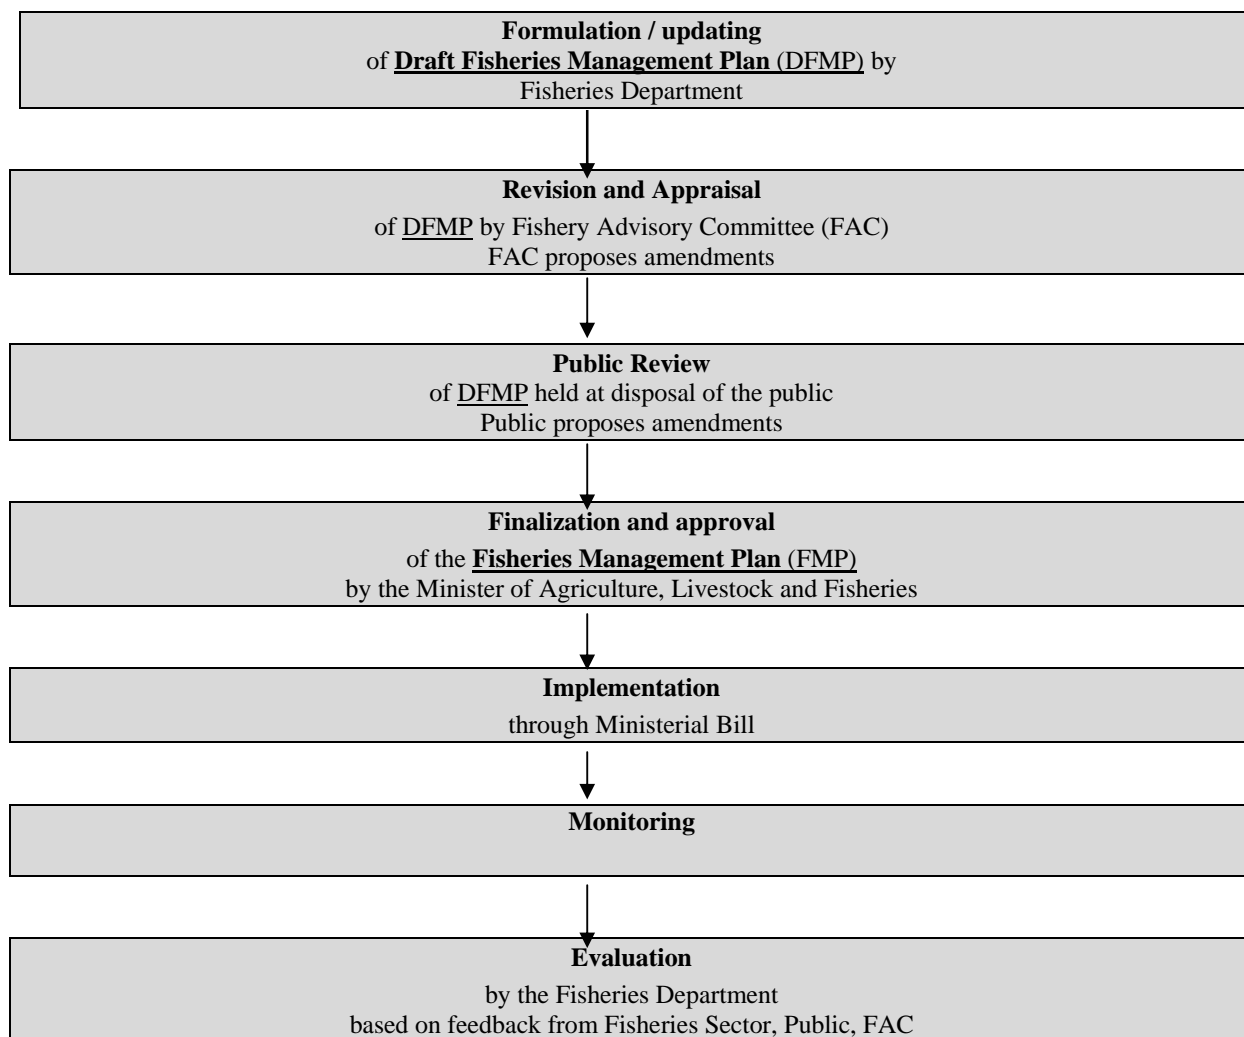 Formulation / updating
of Draft Fisheries Management Plan (DFMP) by
Fisheries Department
Revision and Appraisal
of DFMP by Fishery Advisory Committee (FAC)
FAC proposes amendments
Public Review
of DFMP held at disposal of the public
Public proposes amendments
Finalization and approval
of the Fisheries Management Plan (FMP)
by the Minister of Agriculture, Livestock and Fisheries
Implementation
through Ministerial Bill
Monitoring
Evaluation
by the Fisheries Department
based on feedback from Fisheries Sector, Public, FAC